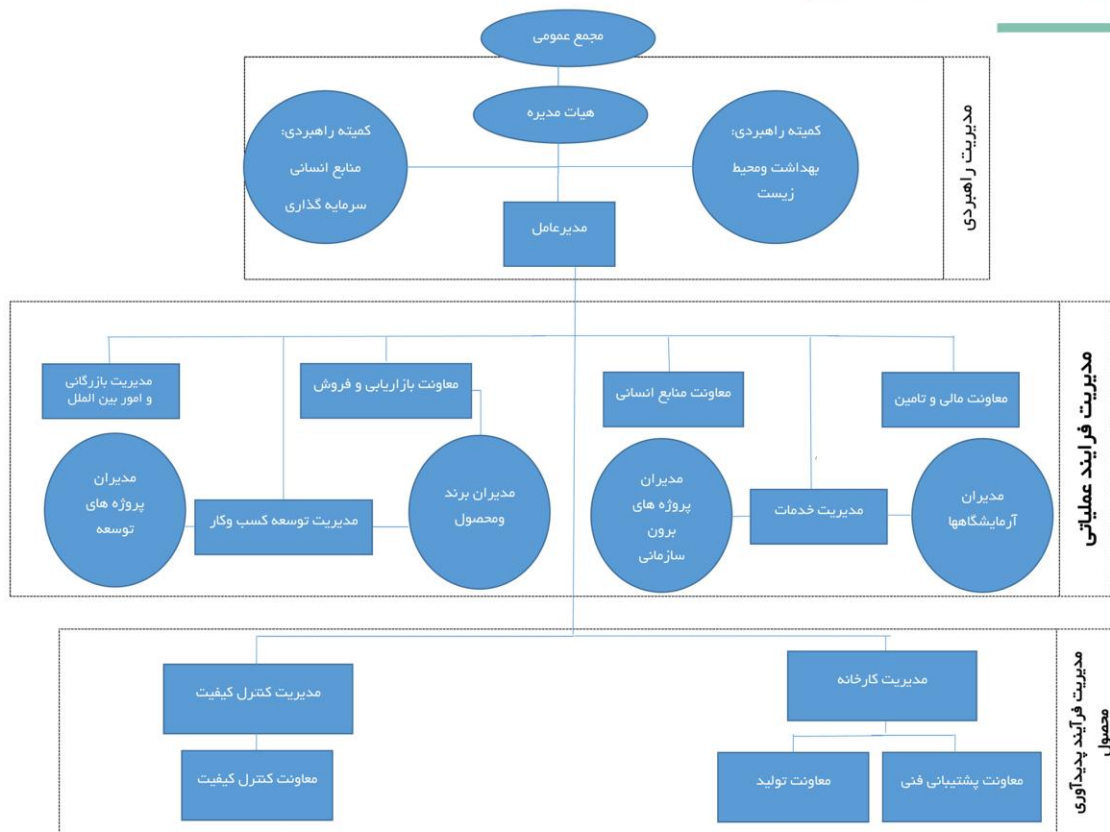 مجمع عمومی
هیات مدیره
کمیته راهبردی:
بهداشت ومحیط
زیست
کمیته راهبردی:
منابع انسانی
سرمایه گذاری
مدیرعامل
مدیریت راهبردی
معاونت مالی و تامین
معاونت منابع انسانی
معاونت بازاریابی و فروش
مدیریت بازرگانی
و امور بین الملل
مدیران
آزمایشگاهها
مدیریت خدمات
مدیران
پروژه های
برون
سازمانی
مدیران برند
ومحصول
مدیریت توسعه کسب وکار
مدیران
پروژه های
توسعه
مدیریت فرایند عملیاتی
مدیریت کارخانه
مدیریت کنترل کیفیت
معاونت پشتیبانی فنی
معاونت تولید
معاونت کنترل کیفیت
مدیریت فرآیند پدیدآوری
محصول